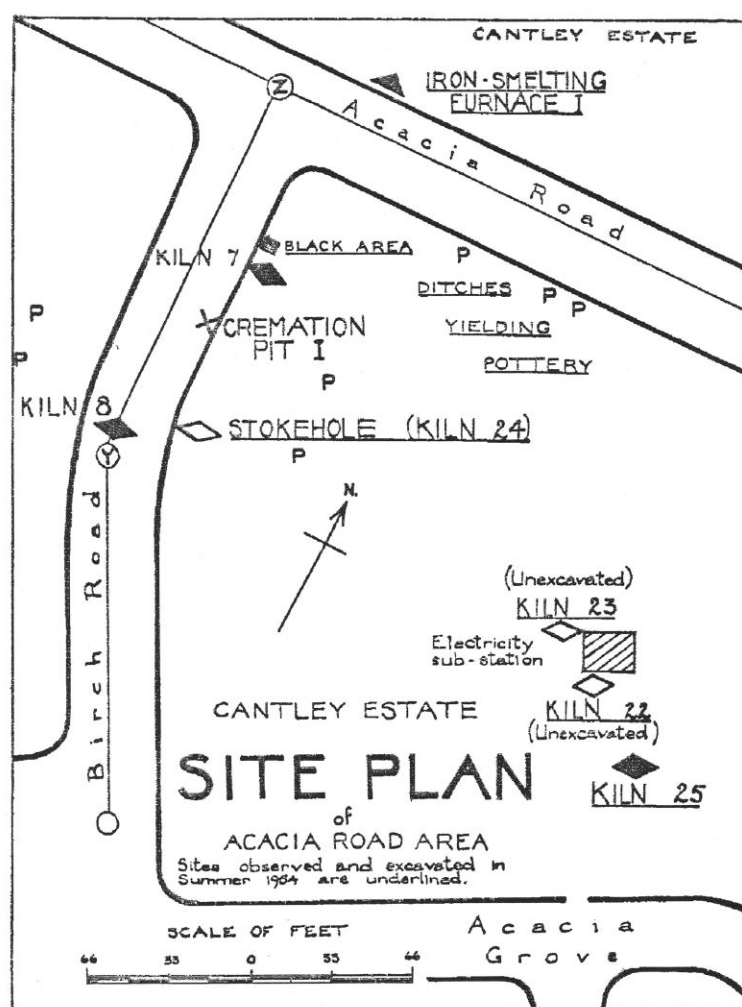 CANTLEY ESTATE
IRON-SMELTING
FURNACE I
Z
Acacia Road
KILN 7
BLACK AREA
P
DITCHES
P
P
P
YIELDING
CREMATION
PIT I
P
POTTERY
P
KILN 8
STOKEHOLE (KILN 24)
Y
P
N.
Birch Road
(Unexcavated)
KILN 23
Electricity
sub-station
KILN 22
(Unexcavated)
KILN 25
CANTLEY ESTATE
SITE PLAN
of
ACACIA ROAD AREA
Sites observed and excavated in
Summer 1954 are underlined.
SCALE OF FEET
66 33 0 33 66
Acacia
Grove